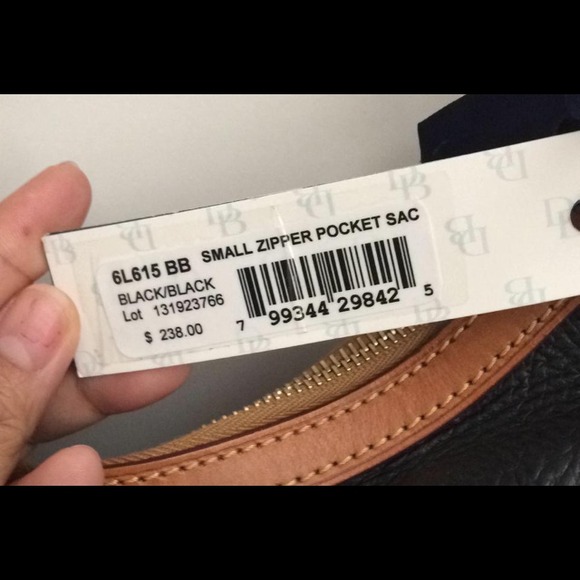 6L615 BB SMALL ZIPPER POCKET SAC
BLACK/BLACK
Lot 131923766
$ 238.00
7 99344 29842 5